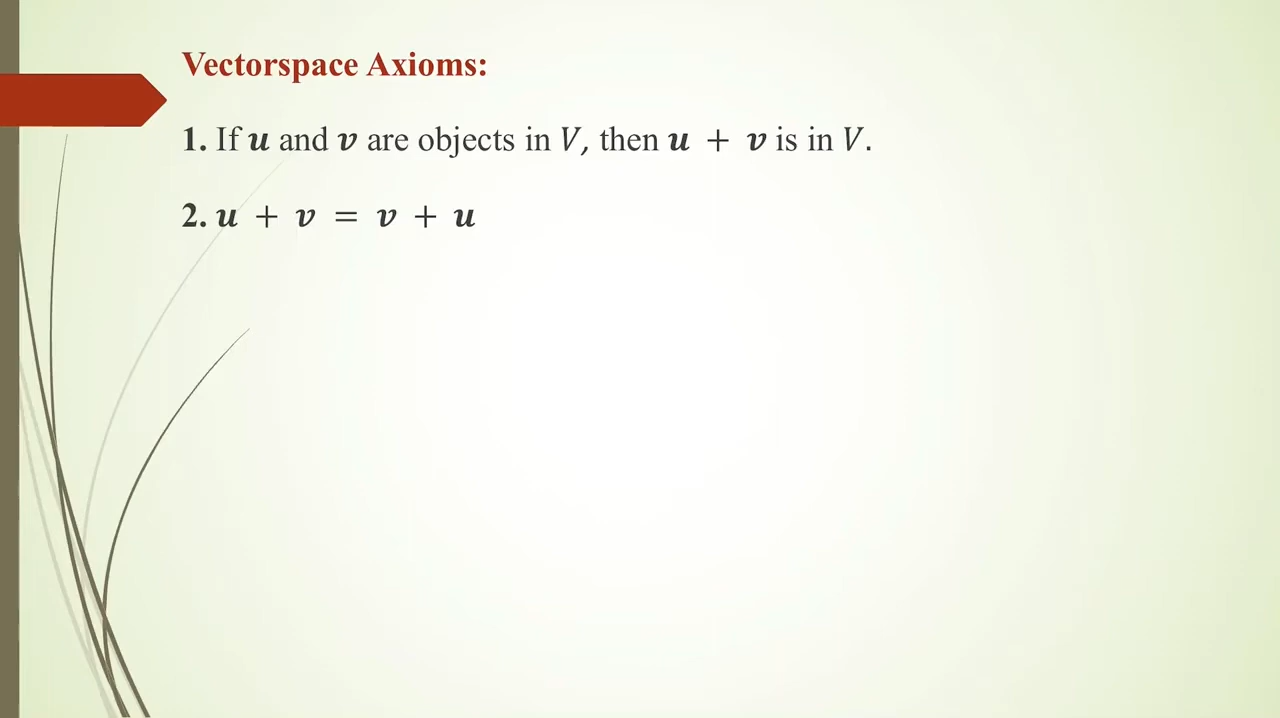 Vectorspace Axioms:
1. If u and v are objects in V, then u + v is in V.
2. u + v = v + u